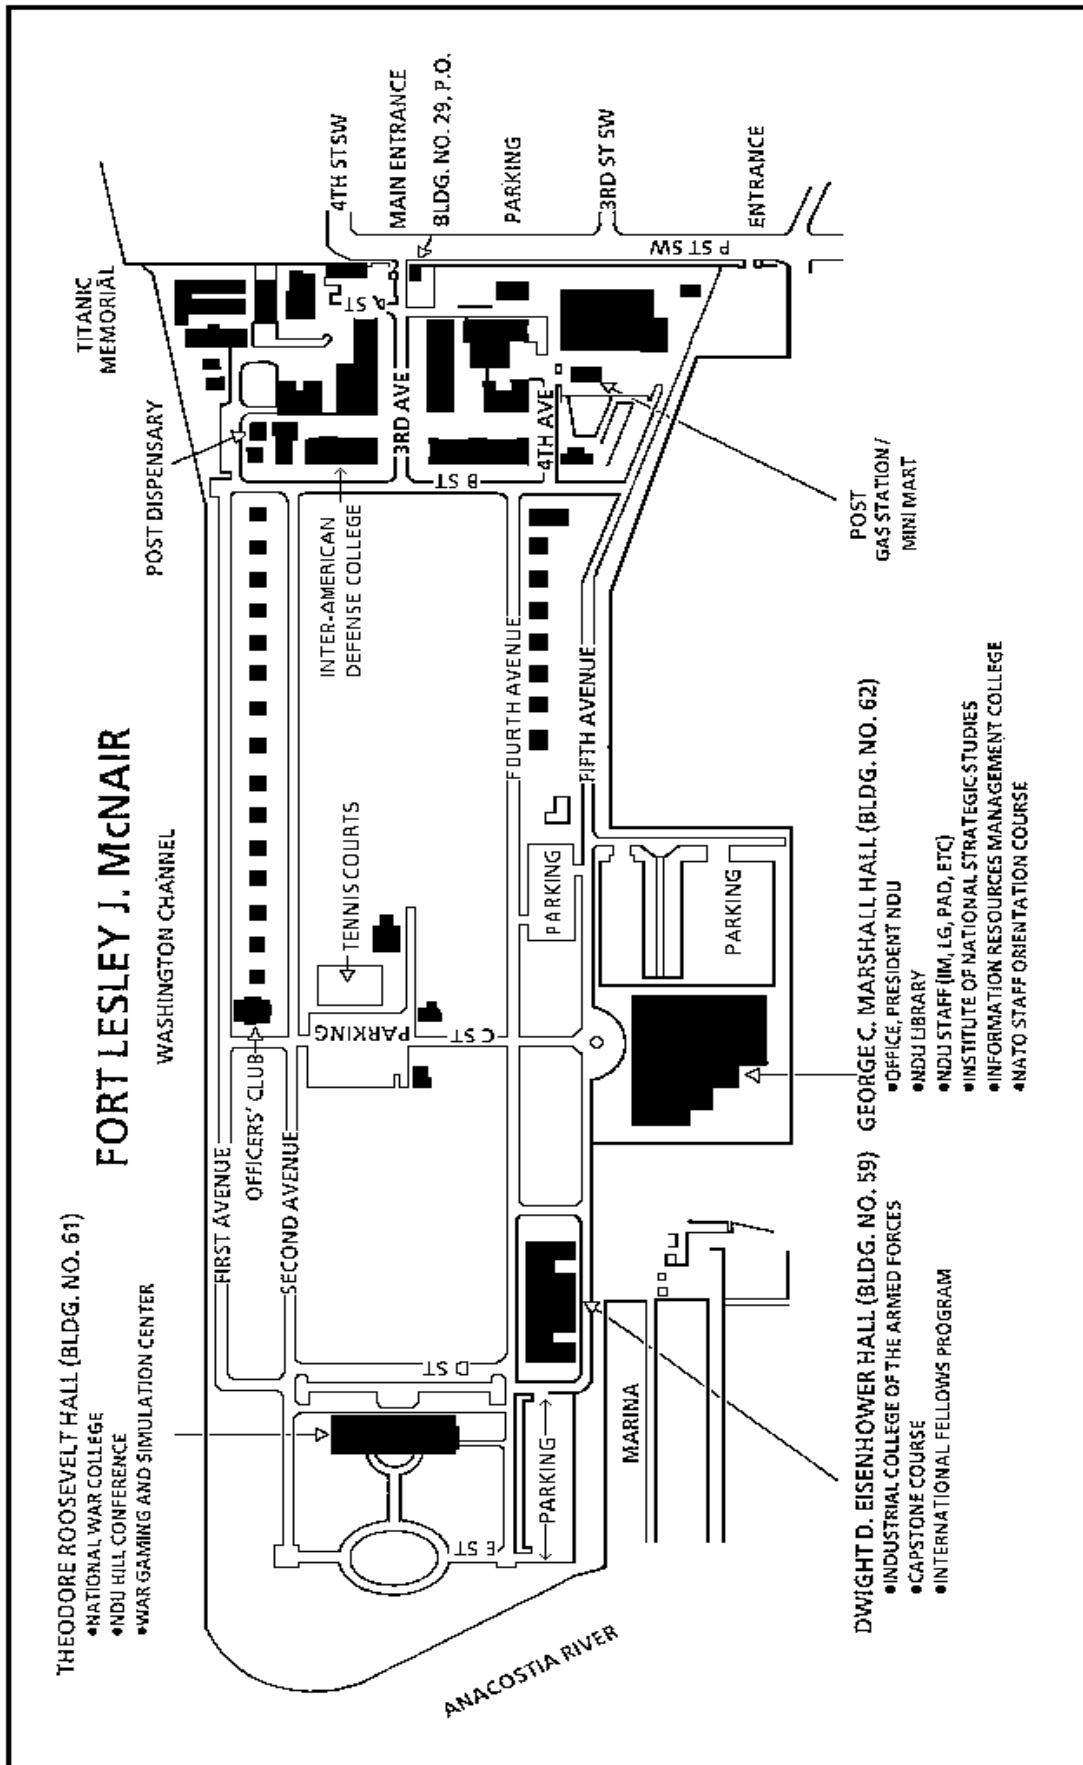 FORT LESLEY J. McNAIR
THEODORE ROOSEVELT HALL (BLDG. NO. 61)
•NATIONAL WAR COLLEGE
•NDU HILL CONFERENCE
•WAR GAMING AND SIMULATION CENTER
WASHINGTON CHANNEL
POST DISPENSARY
TITANIC
MEMORIAL
FIRST AVENUE
OFFICERS' CLUB
SECOND AVENUE
INTER-AMERICAN
DEFENSE COLLEGE
TENNIS COURTS
PARKING
4TH ST SW
MAIN ENTRANCE
BLDG. NO. 29, P.O.
PARKING
3RD ST SW
ENTRANCE
P ST SW
A ST
3RD AVE
4TH AVE
B ST
C ST
D ST
E ST
FOURTH AVENUE
FIFTH AVENUE
PARKING
PARKING
PARKING
MARINA
ANACOSTIA RIVER
POST
GAS STATION/
MINI MART
DWIGHT D. EISENHOWER HALL (BLDG. NO. 59)
•INDUSTRIAL COLLEGE OF THE ARMED FORCES
•CAPSTONE COURSE
•INTERNATIONAL FELLOWS PROGRAM
GEORGE C. MARSHALL HALL (BLDG. NO. 62)
•OFFICE, PRESIDENT NDU
•NDU LIBRARY
•NDU STAFF (IM, LG, PAD, ETC)
•INSTITUTE OF NATIONAL STRATEGIC STUDIES
•INFORMATION RESOURCES MANAGEMENT COLLEGE
•NATO STAFF ORIENTATION COURSE